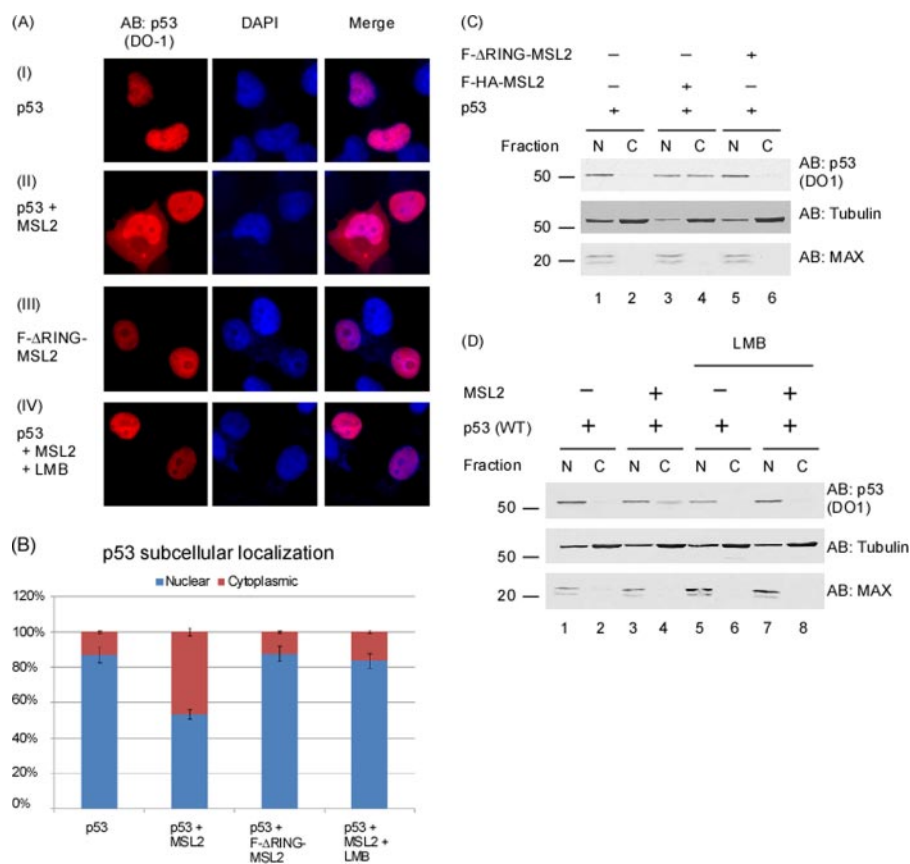 (A)
AB: p53
(DO-1)
DAPI
Merge
(I)
p53
(II)
p53 +
MSL2
(III)
F-ΔRING-
MSL2
(IV)
p53
+ MSL2
+ LMB
(B)
p53 subcellular localization
Nuclear Cytoplasmic
120%
100%
80%
60%
40%
20%
0%
p53
p53 +
MSL2
p53 +
F-ΔRING-
MSL2
p53 +
MSL2 +
LMB
(C)
F-ΔRING-MSL2 – – +
F-HA-MSL2 – + –
p53 + + +
Fraction N C N C N C
50
AB: p53
(DO1)
50
AB: Tubulin
20
AB: MAX
1 2 3 4 5 6
(D)
LMB
MSL2 – + – +
p53 (WT) + + + +
Fraction N C N C N C N C
50
AB: p53
(DO1)
50
AB: Tubulin
20
AB: MAX
1 2 3 4 5 6 7 8